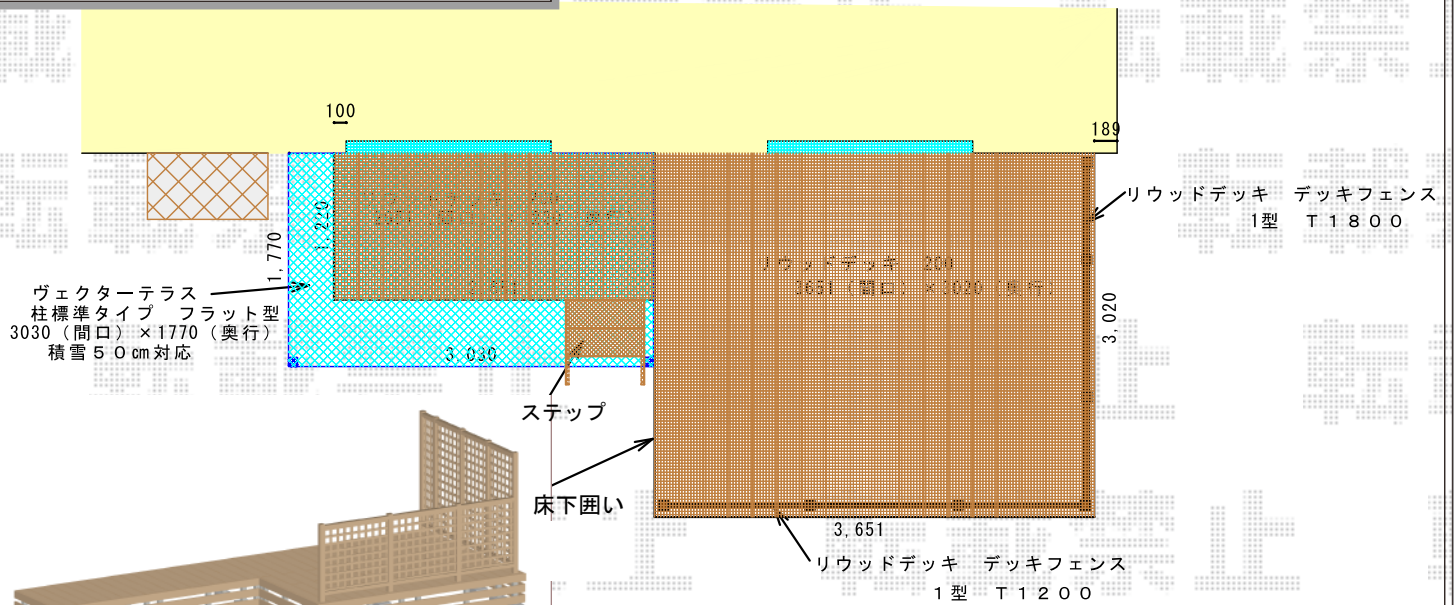 100
189
1,220
1,770
リウッドデッキ デッキフェンス
1型 T1800
リウッドデッキ 200
3651（間口）×3020（奥行）
3,020
ヴェクターテラス
柱標準タイプ フラット型
3030（間口）×1770（奥行）
積雪50cm対応
3,030
ステップ
床下囲い
3,651
リウッドデッキ デッキフェンス
1型 T1200